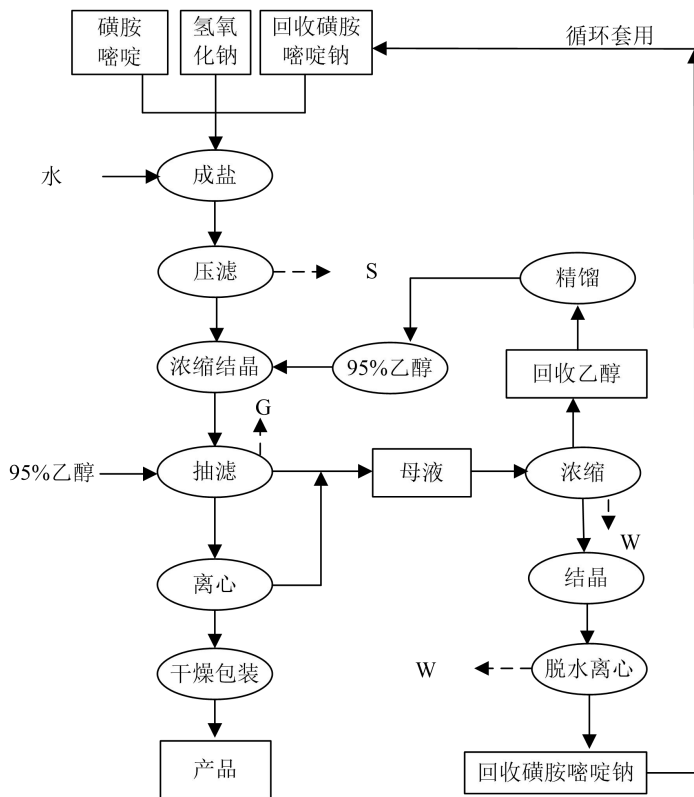 磺胺
嘧啶
氢氧
化钠
回收磺胺
嘧啶钠
循环套用
水
成盐
压滤
S
精馏
浓缩结晶
95%乙醇
回收乙醇
G
95%乙醇
抽滤
母液
浓缩
W
离心
结晶
干燥包装
W
脱水离心
产品
回收磺胺嘧啶钠